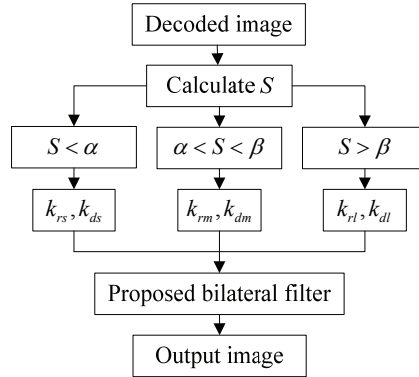 Decoded image
Calculate S
S < α
α < S < β
S > β
k_rs, k_ds
k_rm, k_dm
k_rl, k_dl
Proposed bilateral filter
Output image